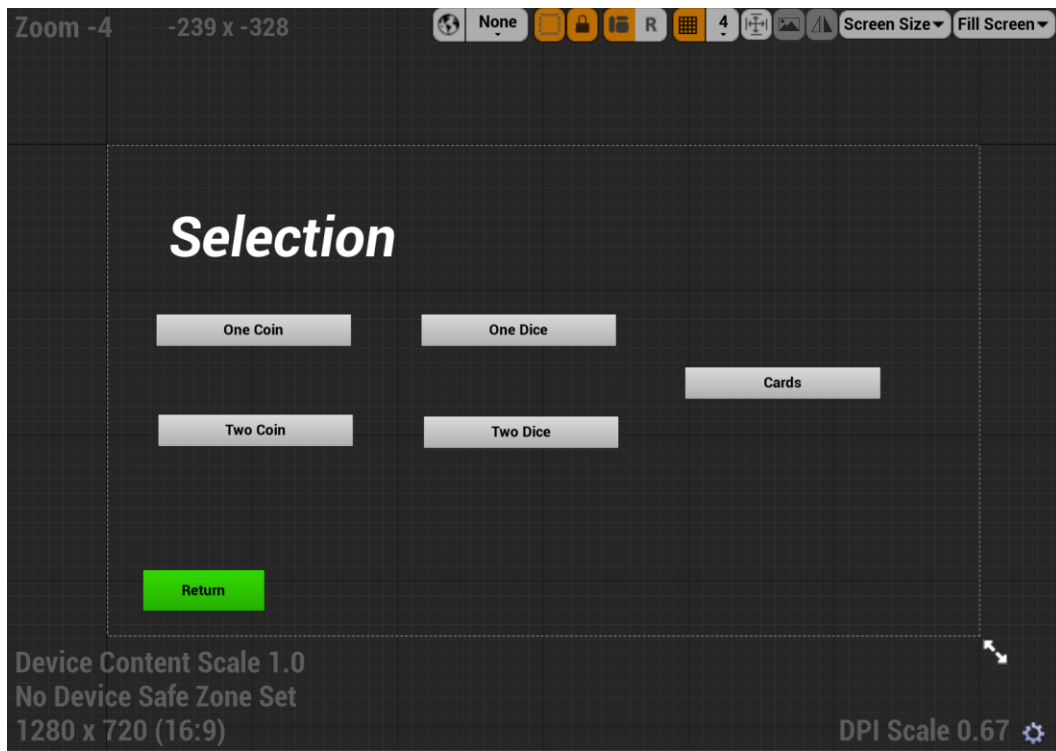 Zoom -4 -239 x -328 None R 4 Screen Size Fill Screen
Selection
One Coin One Dice
Cards
Two Coin Two Dice
Return
Device Content Scale 1.0
No Device Safe Zone Set
1280 x 720 (16:9) DPI Scale 0.67